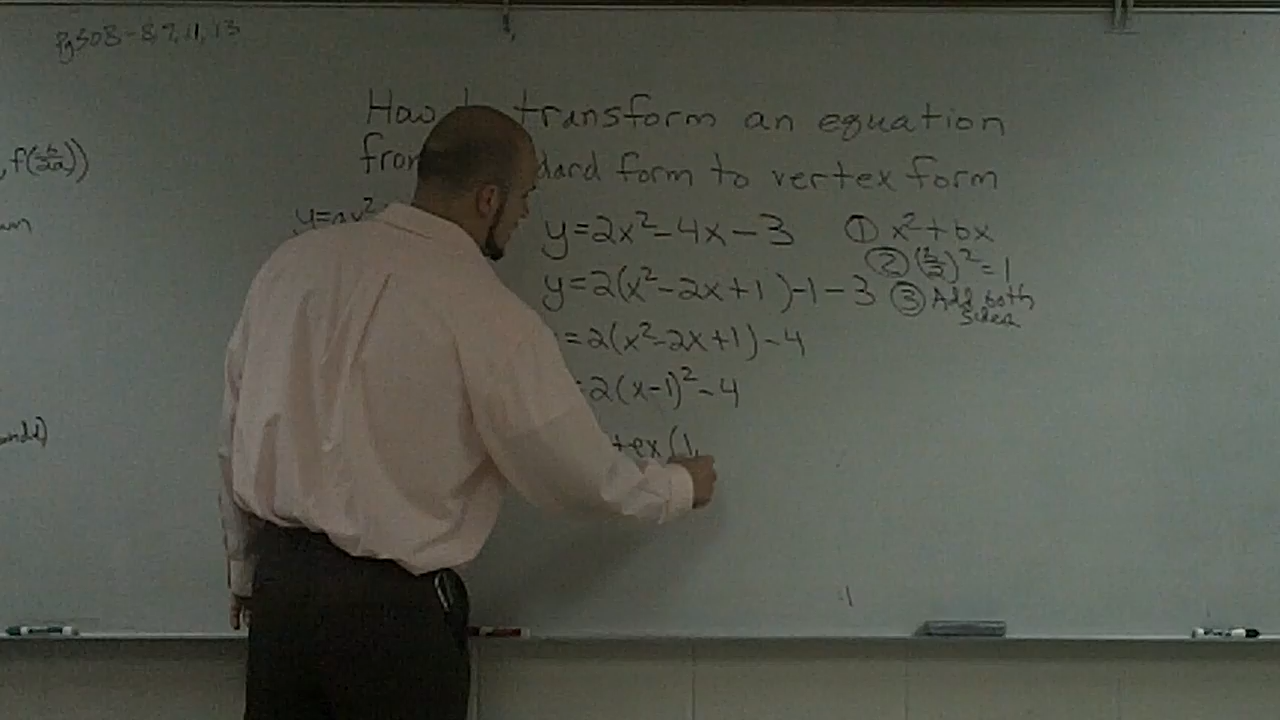 Pg 508 - 8, 9, 11, 13
How to transform an equation
from standard form to vertex form
, f(b/2a))
y=ax²
y=2x²-4x-3
① x²+bx
② (b/2)²=1
y=2(x²-2x+1)-1-3
③ Add both sides
=2(x²-2x+1)-4
=2(x-1)²-4
tex (1,